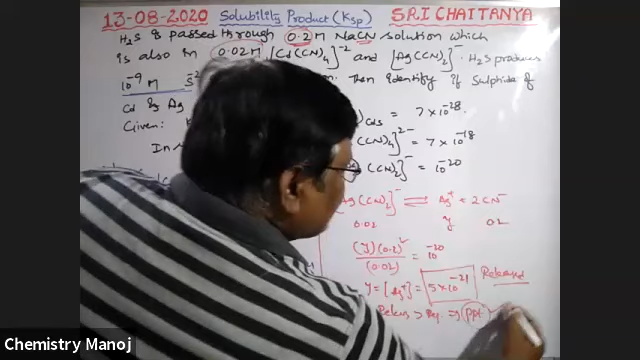 13-08-2020 Solubility Product (Ksp) SRI CHAITANYA
H₂S is passed through 0.2 M NaCN solution which
is also in 0.02M [Cd(CN)₄]⁻² and [Ag(CN)₂]⁻. H₂S produces
10⁻⁹ M S⁻² Then identify if Sulphide of
Cd & Ag CdS = 7×10⁻²⁸.
Given: (CN)₄]²⁻ = 7×10⁻¹⁸
In (CN)₂]⁻ = 10⁻²⁰
Ag(CN)₂]⁻ ⇌ Ag⁺ + 2CN⁻
0.02 y 0.2
(y)(0.2)² / (0.02) = 10⁻²⁰
y = [Ag⁺] = 5×10⁻²¹ Released
> ⇒ ppt
Chemistry Manoj